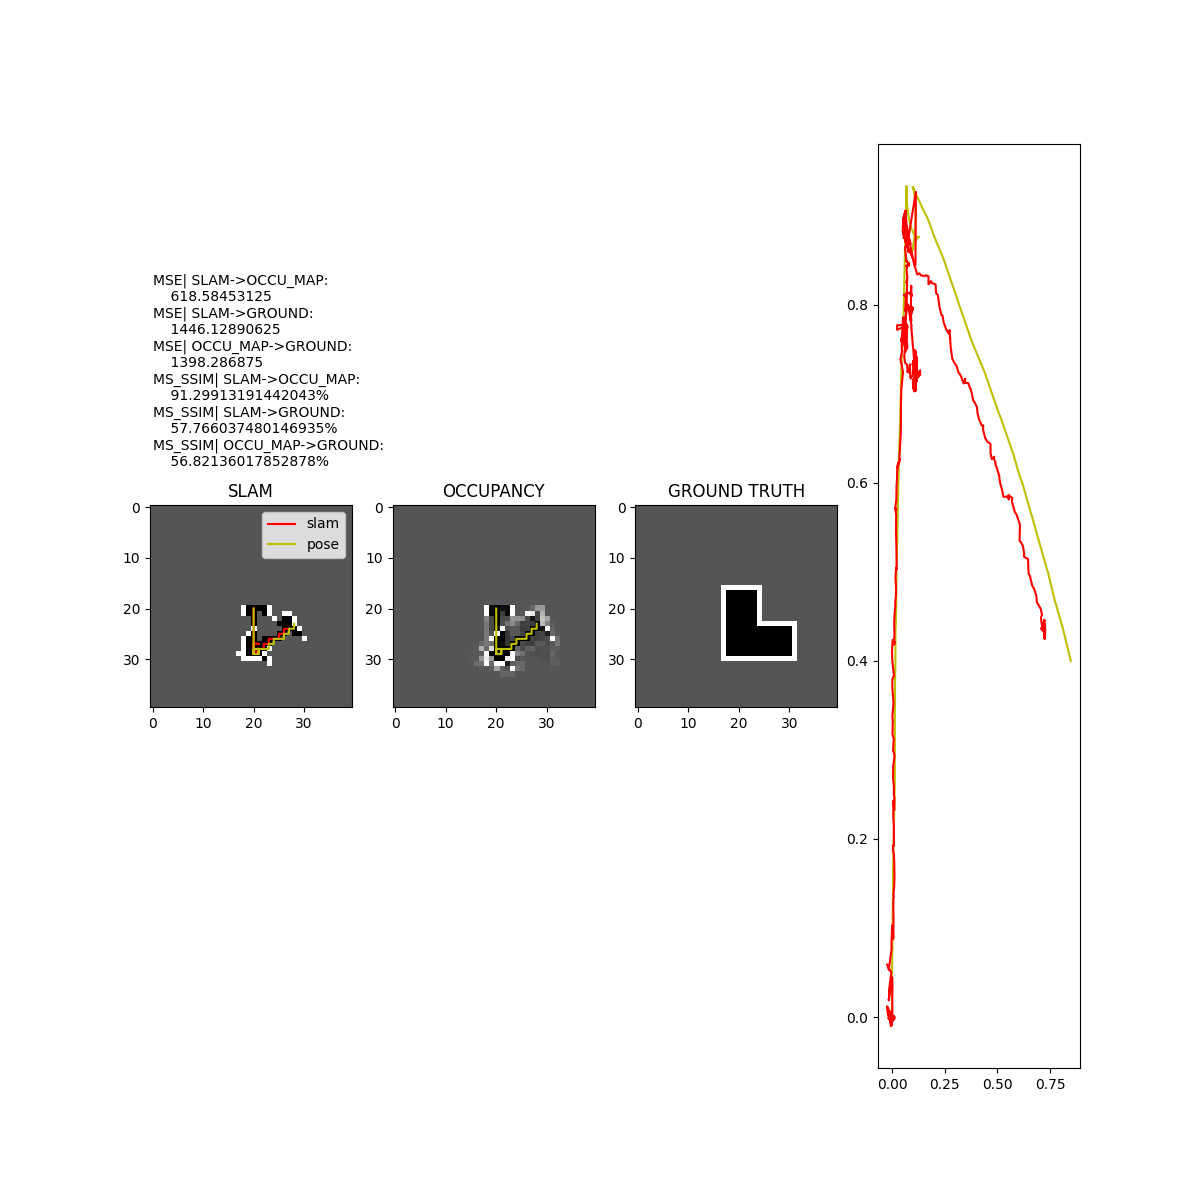 MSE| SLAM->OCCU_MAP:
618.58453125
MSE| SLAM->GROUND:
1446.12890625
MSE| OCCU_MAP->GROUND:
1398.286875
MS_SSIM| SLAM->OCCU_MAP:
91.29913191442043%
MS_SSIM| SLAM->GROUND:
57.766037480146935%
MS_SSIM| OCCU_MAP->GROUND:
56.82136017852878%
SLAM
slam
pose
0
10
20
30
0 10 20 30
OCCUPANCY
0
10
20
30
0 10 20 30
GROUND TRUTH
0
10
20
30
0 10 20 30
0.8
0.6
0.4
0.2
0.0
0.00 0.25 0.50 0.75